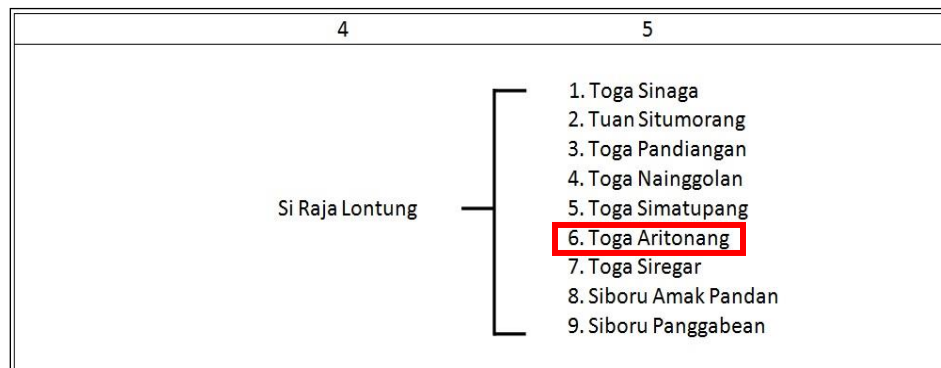 4 5
1. Toga Sinaga
2. Tuan Situmorang
3. Toga Pandiangan
4. Toga Nainggolan
Si Raja Lontung
5. Toga Simatupang
6. Toga Aritonang
7. Toga Siregar
8. Siboru Amak Pandan
9. Siboru Panggabean